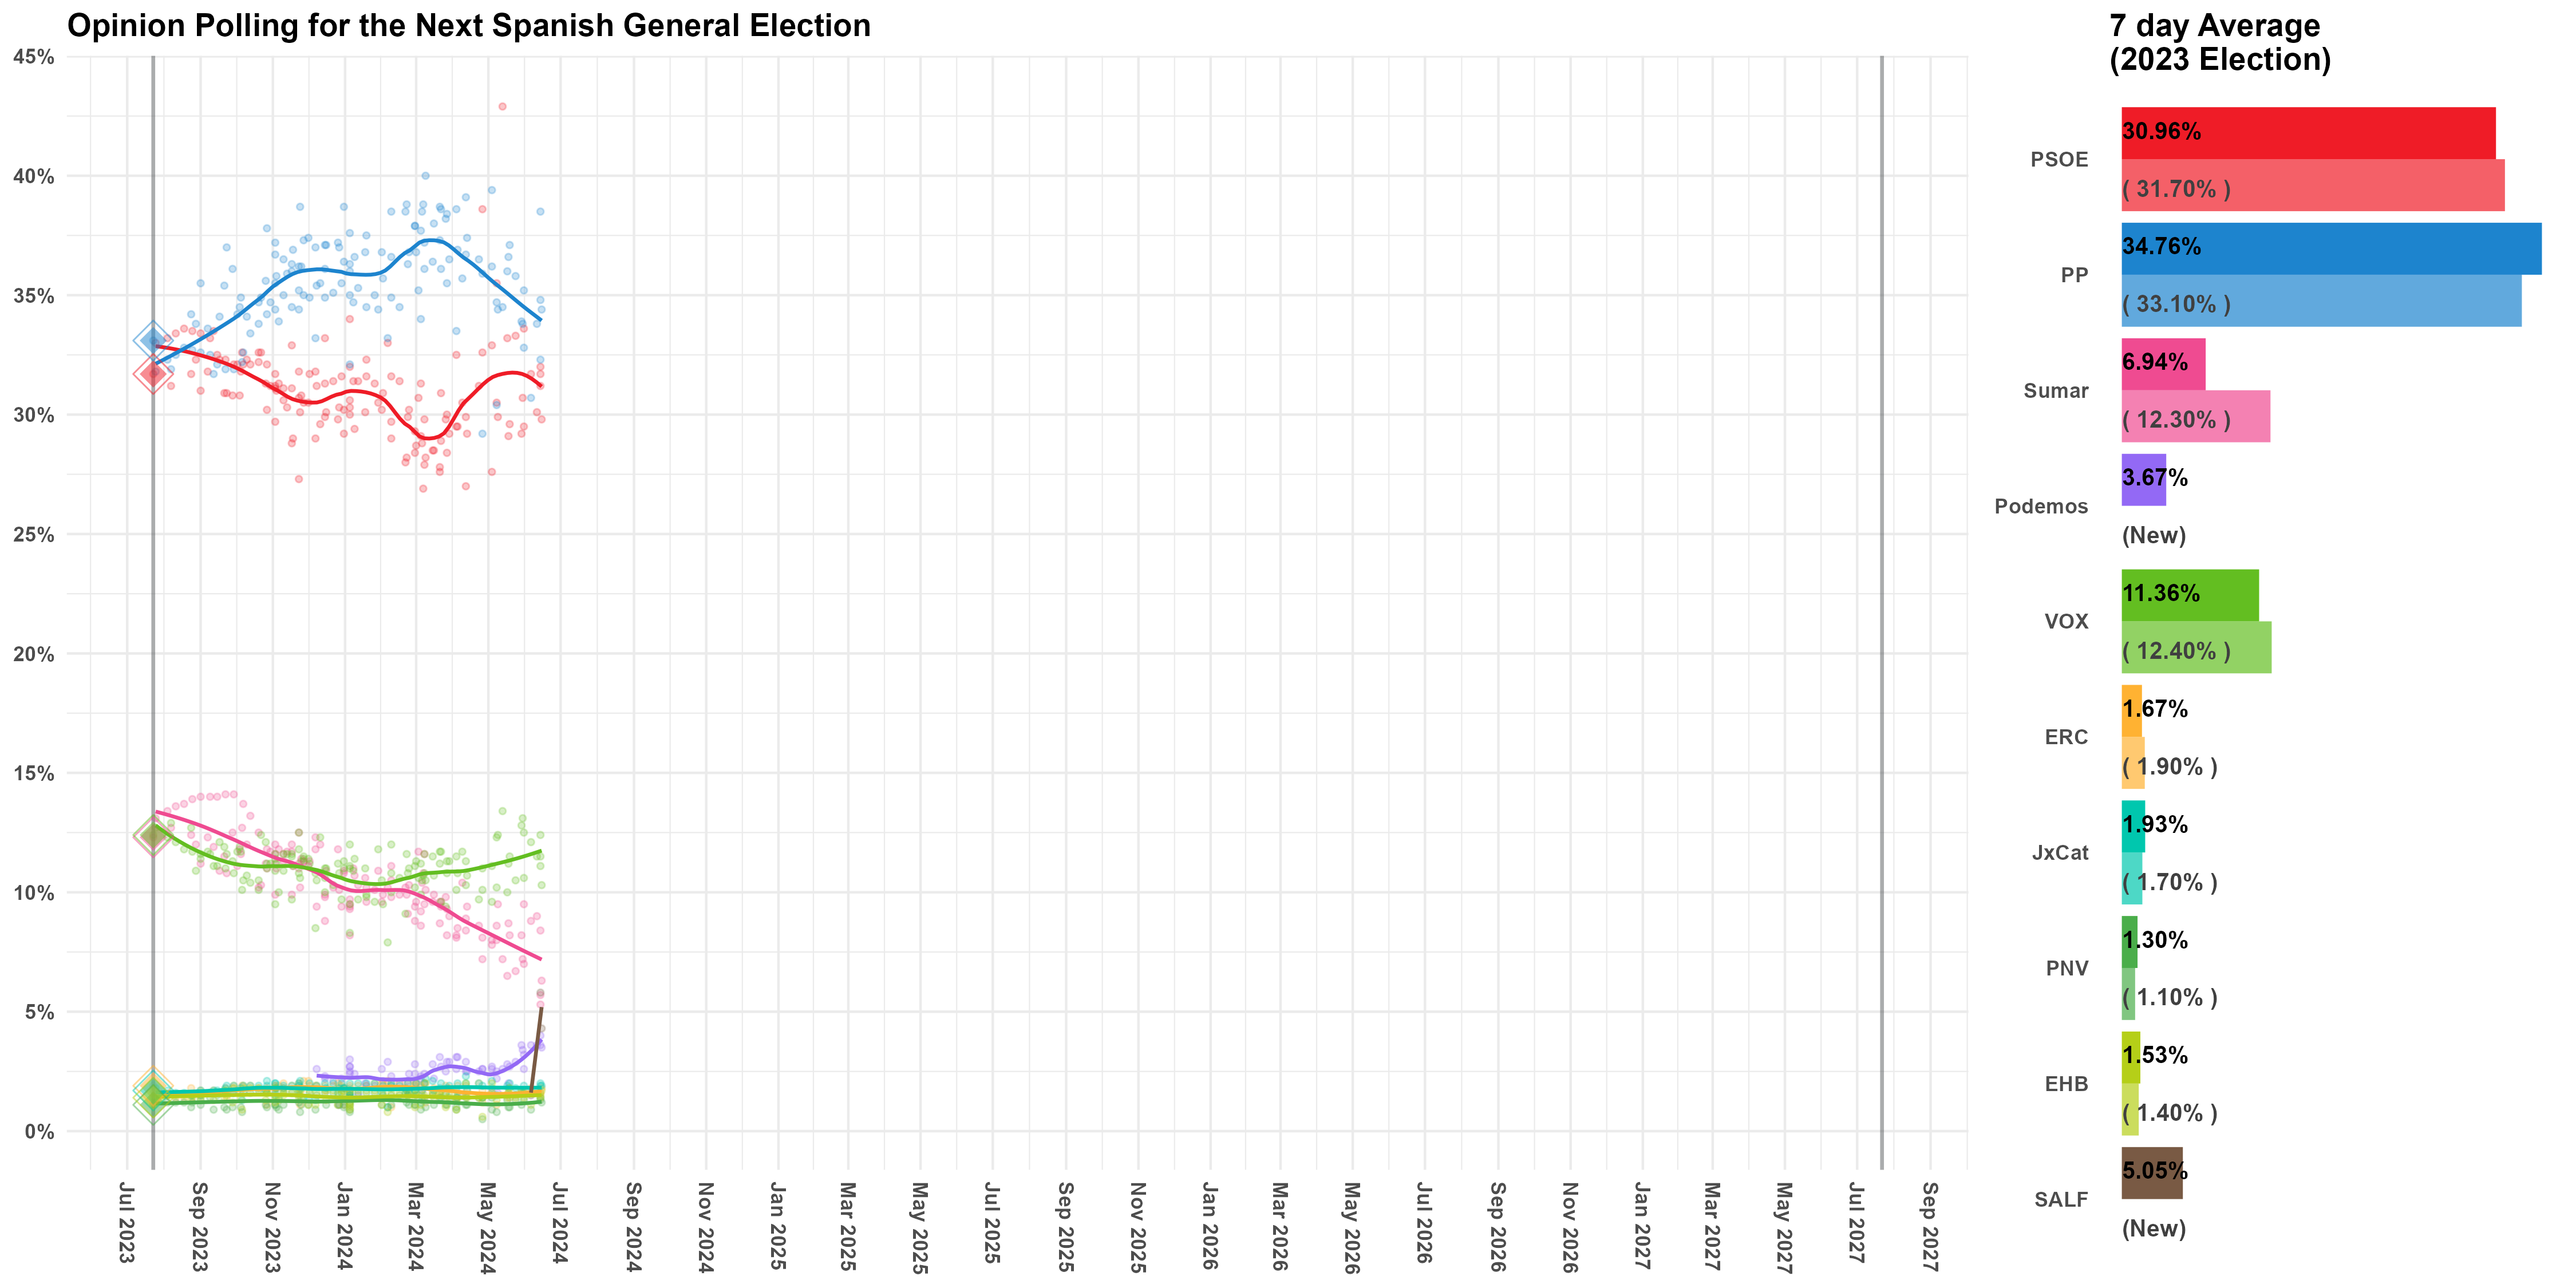 Opinion Polling for the Next Spanish General Election
7 day Average
(2023 Election)
45%
40%
35%
30%
25%
20%
15%
10%
5%
0%
Jul 2023
Sep 2023
Nov 2023
Jan 2024
Mar 2024
May 2024
Jul 2024
Sep 2024
Nov 2024
Jan 2025
Mar 2025
May 2025
Jul 2025
Sep 2025
Nov 2025
Jan 2026
Mar 2026
May 2026
Jul 2026
Sep 2026
Nov 2026
Jan 2027
Mar 2027
May 2027
Jul 2027
Sep 2027
PSOE
30.96%
( 31.70% )
PP
34.76%
( 33.10% )
Sumar
6.94%
( 12.30% )
Podemos
3.67%
(New)
VOX
11.36%
( 12.40% )
ERC
1.67%
( 1.90% )
JxCat
1.93%
( 1.70% )
PNV
1.30%
( 1.10% )
EHB
1.53%
( 1.40% )
SALF
5.05%
(New)